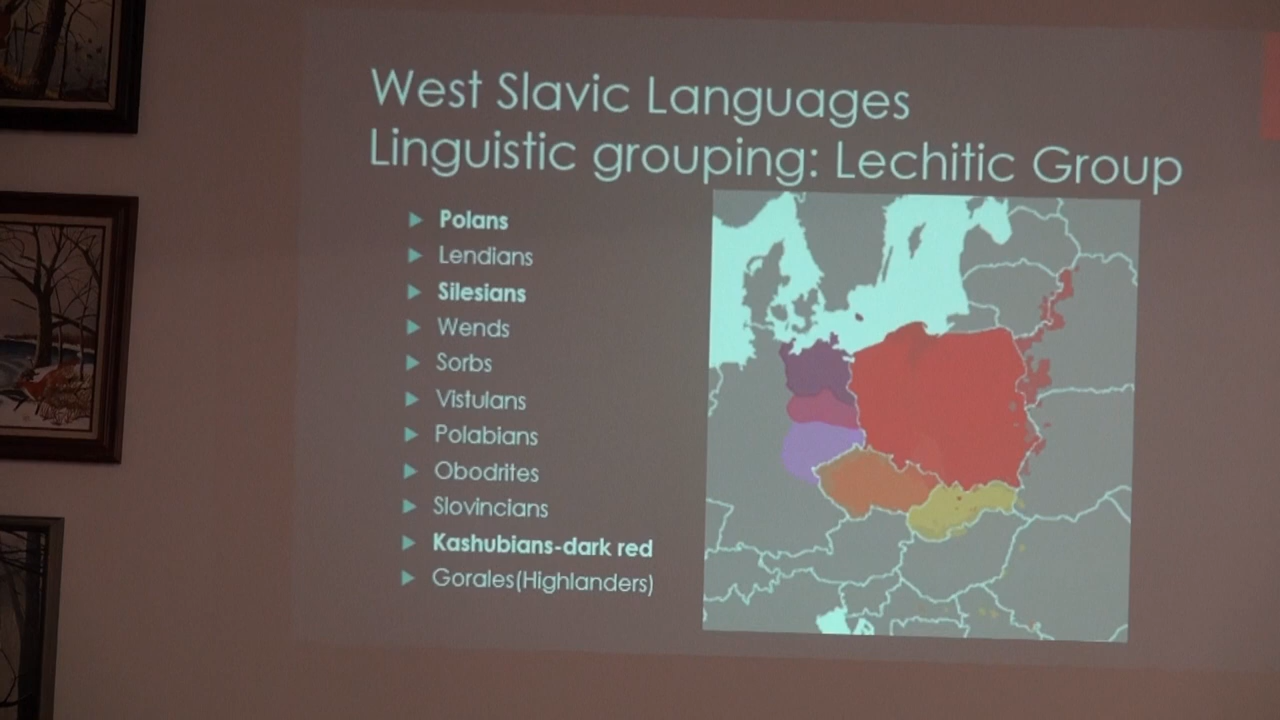 West Slavic Languages
Linguistic grouping: Lechitic Group
Polans
Lendians
Silesians
Wends
Sorbs
Vistulans
Polabians
Obodrites
Slovincians
Kashubians-dark red
Gorales(Highlanders)